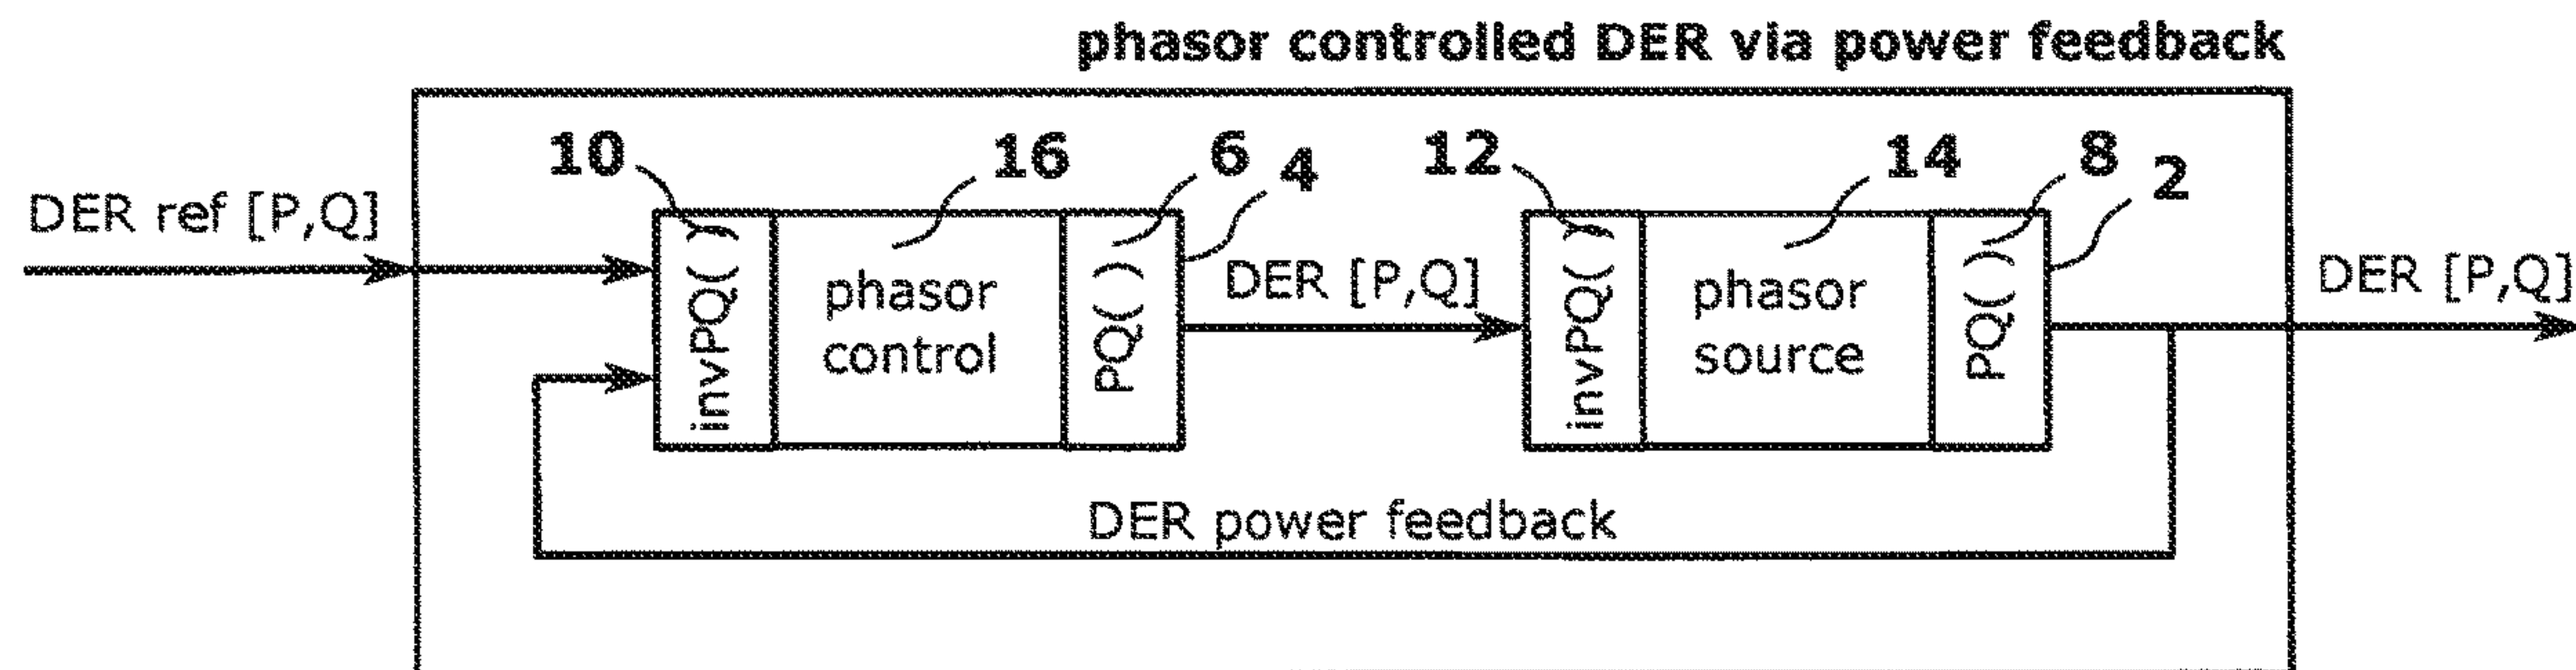 phasor controlled DER via power feedback
10
16
6
4
12
14
8
2
DER ref [P,Q]
invPQ( )
phasor
control
PQ( )
DER [P,Q]
invPQ( )
phasor
source
PQ( )
DER [P,Q]
DER power feedback